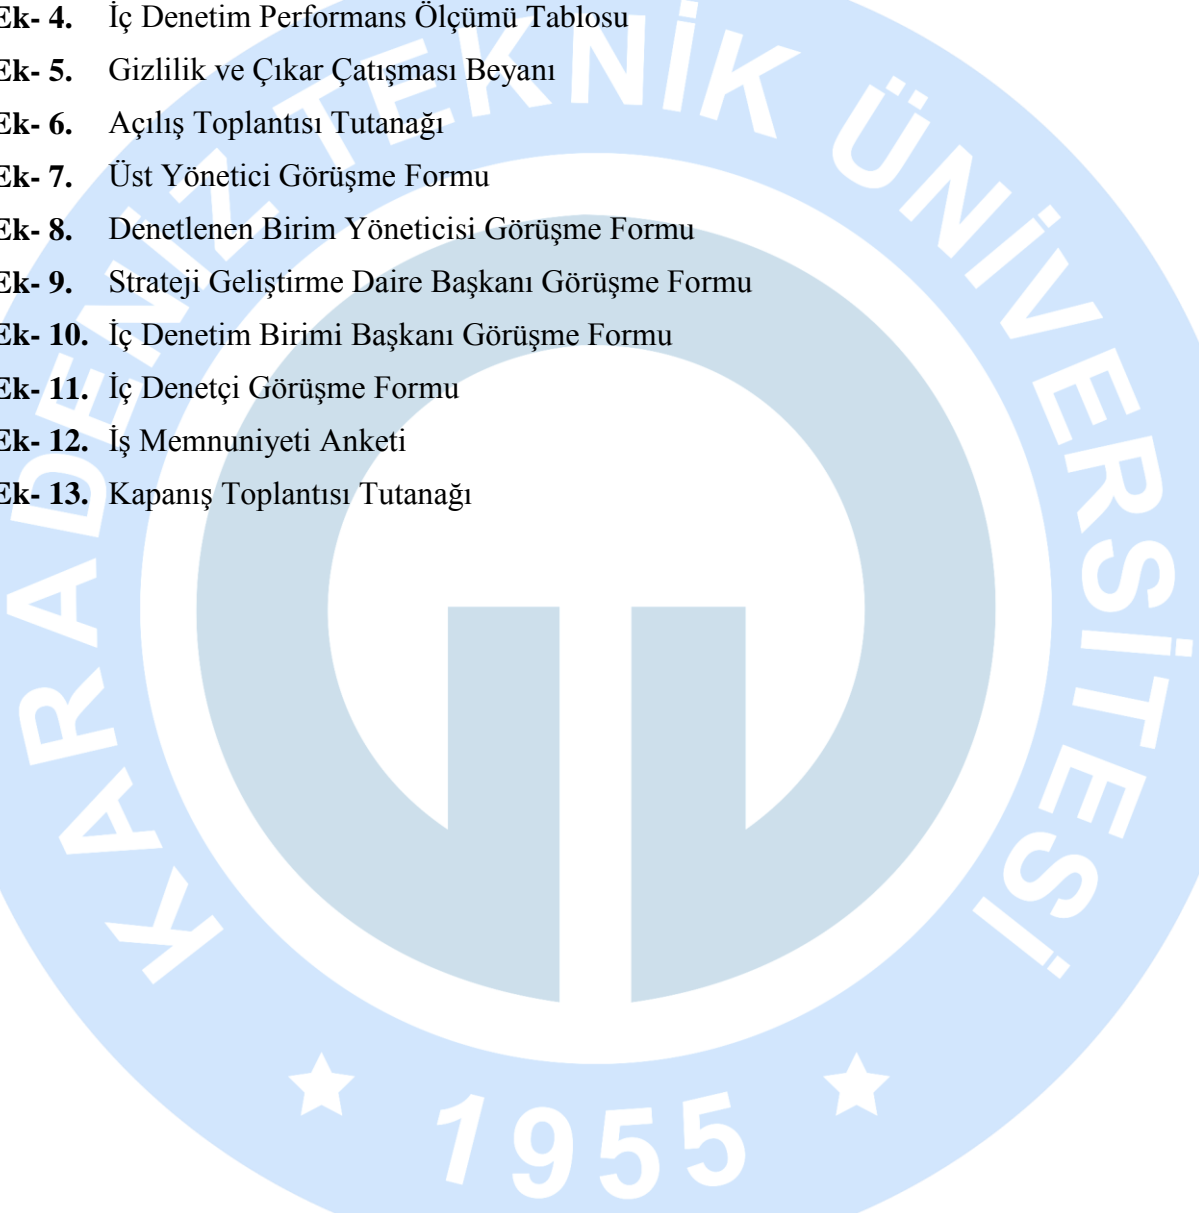 Ek- 4. İç Denetim Performans Ölçümü Tablosu
Ek- 5. Gizlilik ve Çıkar Çatışması Beyanı
Ek- 6. Açılış Toplantısı Tutanağı
Ek- 7. Üst Yönetici Görüşme Formu
Ek- 8. Denetlenen Birim Yöneticisi Görüşme Formu
Ek- 9. Strateji Geliştirme Daire Başkanı Görüşme Formu
Ek- 10. İç Denetim Birimi Başkanı Görüşme Formu
Ek- 11. İç Denetçi Görüşme Formu
Ek- 12. İş Memnuniyeti Anketi
Ek- 13. Kapanış Toplantısı Tutanağı
KARADENİZ TEKNİK ÜNİVERSİTESİ
1955